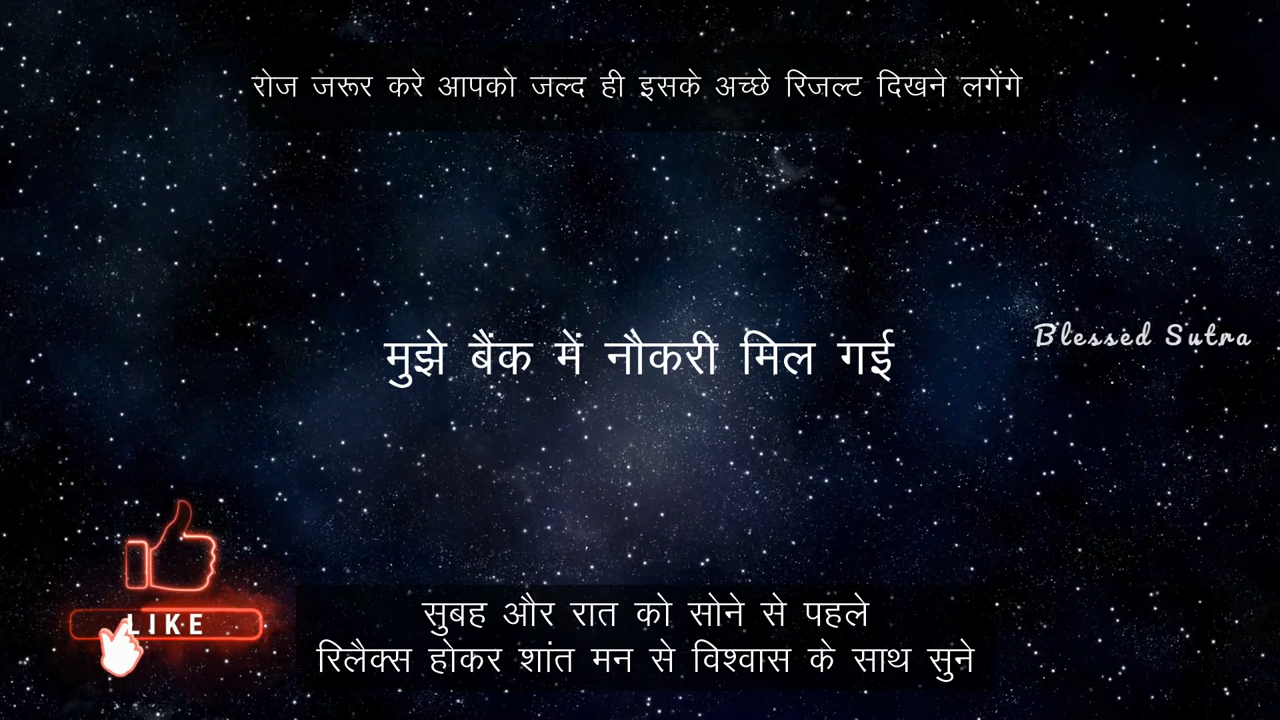 रोज जरूर करे आपको जल्द ही इसके अच्छे रिजल्ट दिखने लगेंगे
मुझे बैंक में नौकरी मिल गई
Blessed Sutra
LIKE
सुबह और रात को सोने से पहले
रिलैक्स होकर शांत मन से विश्वास के साथ सुने